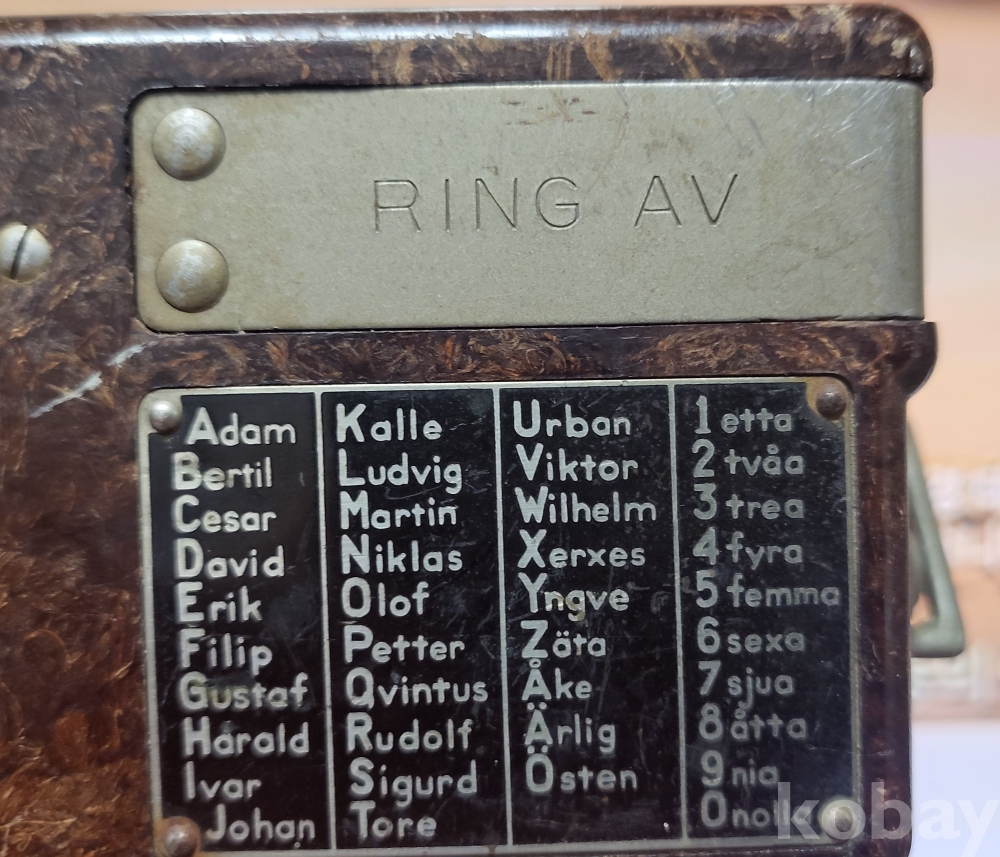 RING AV
Adam
Bertil
Cesar
David
Erik
Filip
Gustaf
Harald
Ivar
Johan
Kalle
Ludvig
Martin
Niklas
Olof
Petter
Qvintus
Rudolf
Sigurd
Tore
Urban
Viktor
Wilhelm
Xerxes
Yngve
Zäta
Åke
Ärlig
Östen
1 etta
2 tvåa
3 trea
4 fyra
5 femma
6 sexa
7 sjua
8 åtta
9 nia
0 nolla
kobay